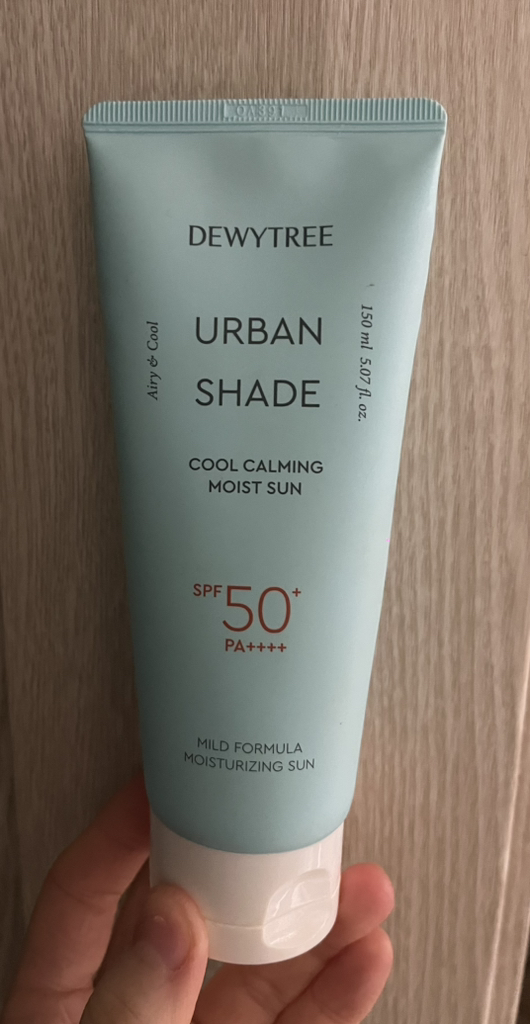 DEWYTREE
URBAN
SHADE
Airy & Cool
150 ml 5.07 fl. oz.
COOL CALMING
MOIST SUN
SPF 50+
PA++++
MILD FORMULA
MOISTURIZING SUN